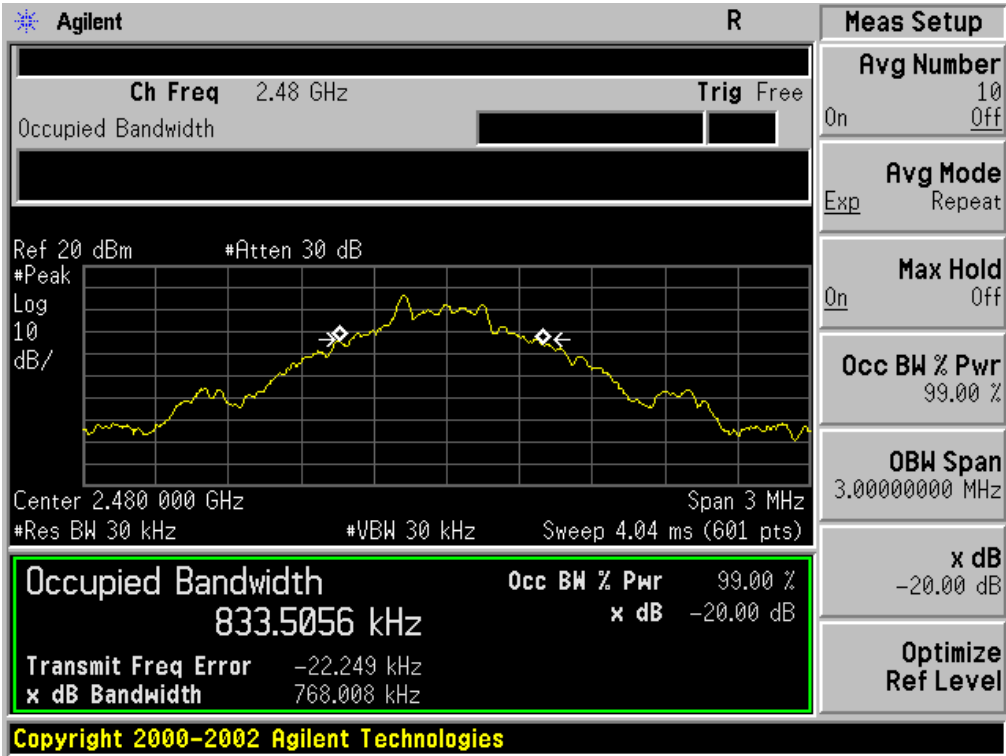 Agilent R Meas Setup
Ch Freq 2.48 GHz Trig Free
Occupied Bandwidth
Ref 20 dBm #Atten 30 dB
#Peak
Log
10
dB/
Center 2.480 000 GHz Span 3 MHz
#Res BW 30 kHz #VBW 30 kHz Sweep 4.04 ms (601 pts)
Occupied Bandwidth
833.5056 kHz
Occ BW % Pwr 99.00 %
x dB -20.00 dB
Transmit Freq Error -22.249 kHz
x dB Bandwidth 768.008 kHz
Avg Number
10
On Off
Avg Mode
Exp Repeat
Max Hold
On Off
Occ BW % Pwr
99.00 %
OBW Span
3.00000000 MHz
x dB
-20.00 dB
Optimize
Ref Level
Copyright 2000-2002 Agilent Technologies